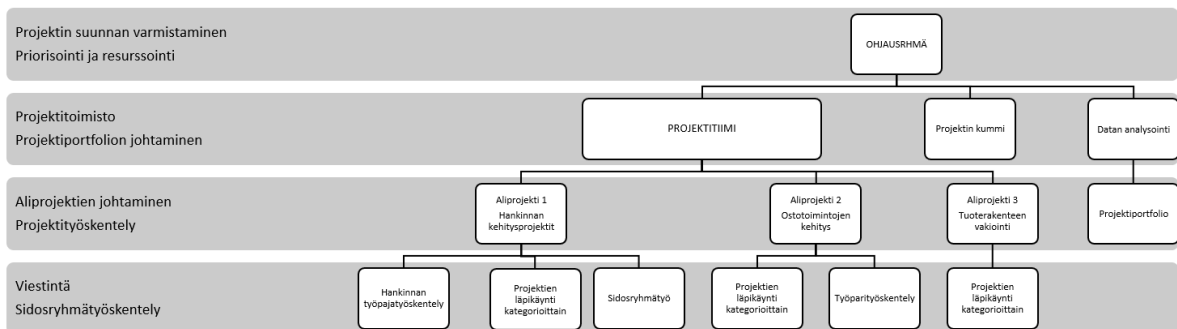 Projektin suunnan varmistaminen
Priorisointi ja resurssointi
OHJAUSRHMÄ
Projektitoimisto
Projektiportfolion johtaminen
PROJEKTITIIMI
Projektin kummi
Datan analysointi
Aliprojektien johtaminen
Projektityöskentely
Aliprojekti 1
Hankinnan
kehitysprojektit
Aliprojekti 2
Ostotoimintojen
kehitys
Aliprojekti 3
Tuoterakenteen
vakiointi
Projektiportfolio
Viestintä
Sidosryhmätyöskentely
Hankinnan
työpajatyöskentely
Projektien
läpikäynti
kategorioittain
Sidosryhmätyö
Projektien
läpikäynti
kategorioittain
Työparityöskentely
Projektien
läpikäynti
kategorioittain